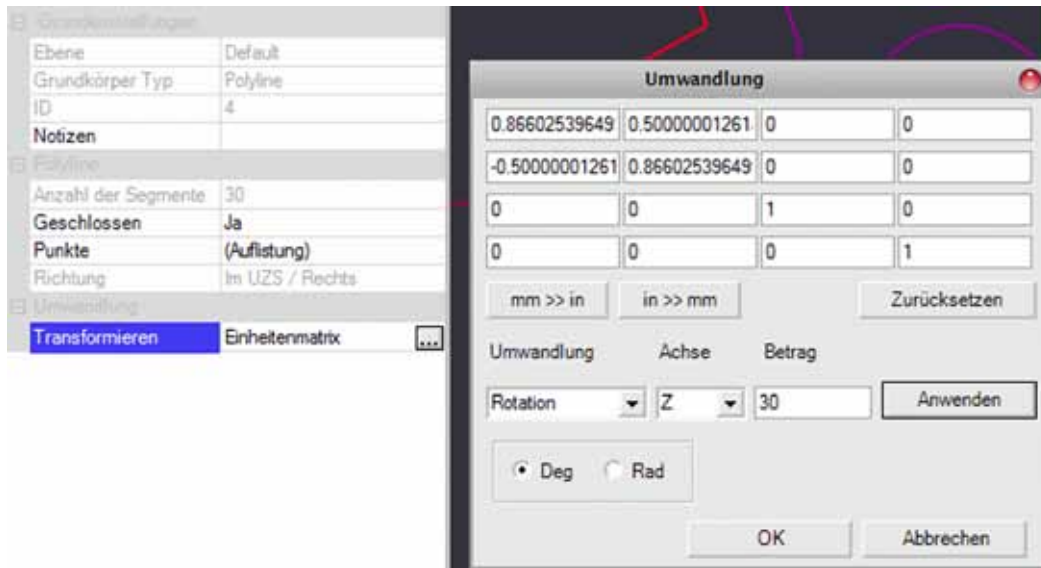 Grundeinstellungen
Ebene Default
Grundkörper Typ Polyline
ID 4
Notizen
Polyline
Anzahl der Segmente 30
Geschlossen Ja
Punkte (Auflistung)
Richtung Im UZS / Rechts
Umwandlung
Transformieren Einheitenmatrix ...
Umwandlung
0.86602539649 0.50000001261 0 0
-0.50000001261 0.86602539649 0 0
0 0 1 0
0 0 0 1
mm >> in in >> mm Zurücksetzen
Umwandlung Achse Betrag
Rotation Z 30 Anwenden
Deg Rad
OK Abbrechen